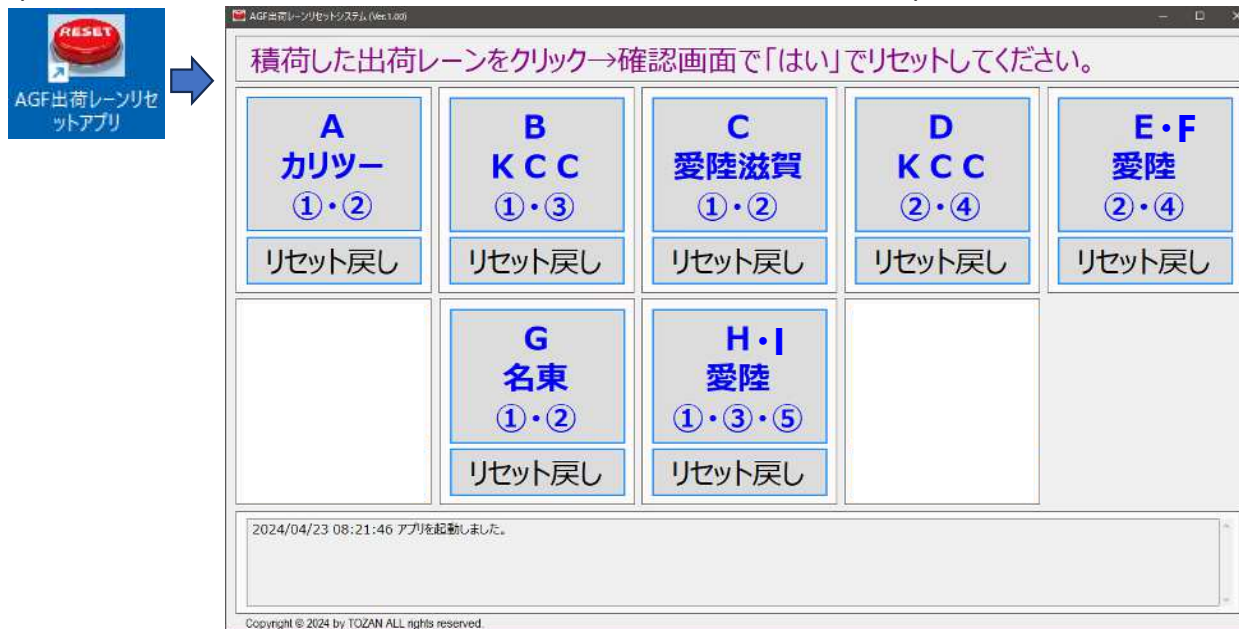 RESET
AGF出荷レーンリセ
ットアプリ
AGF出荷レーンリセットシステム (Ver.1.00)
積荷した出荷レーンをクリック→確認画面で「はい」でリセットしてください。
A
カリツー
①・②
リセット戻し
B
KCC
①・③
リセット戻し
C
愛陸滋賀
①・②
リセット戻し
D
KCC
②・④
リセット戻し
E・F
愛陸
②・④
リセット戻し
G
名東
①・②
リセット戻し
H・I
愛陸
①・③・⑤
リセット戻し
2024/04/23 08:21:46 アプリを起動しました。
Copyright © 2024 by TOZAN ALL rights reserved.